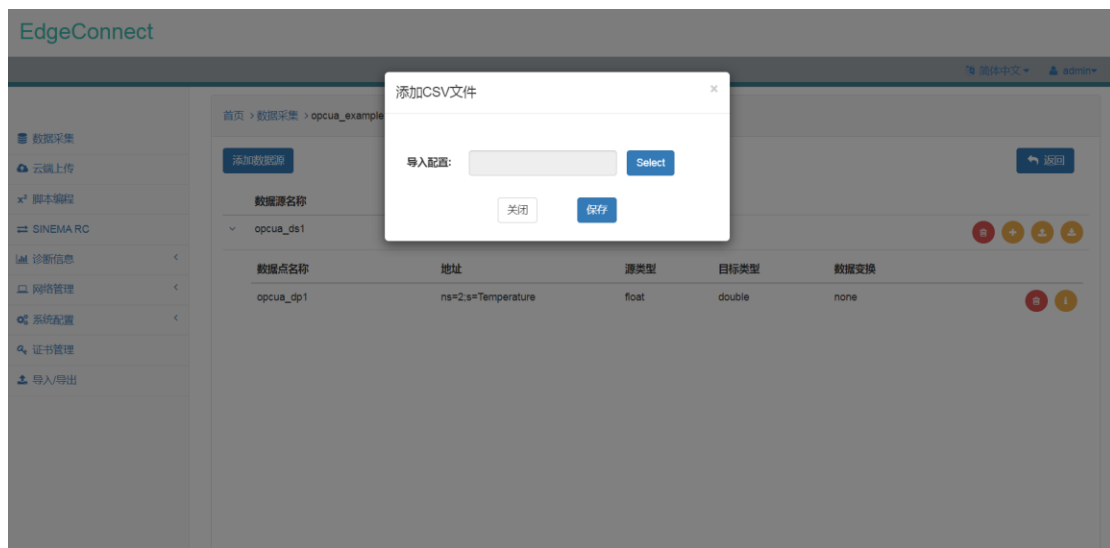 EdgeConnect
简体中文 admin
添加CSV文件 ×
首页 > 数据采集 > opcua_example
数据采集
云端上传
脚本编程
SINEMA RC
诊断信息
网络管理
系统配置
证书管理
导入/导出
添加数据源
返回
导入配置: Select
关闭 保存
数据源名称
opcua_ds1
数据点名称 地址 源类型 目标类型 数据变换
opcua_dp1 ns=2;s=Temperature float double none